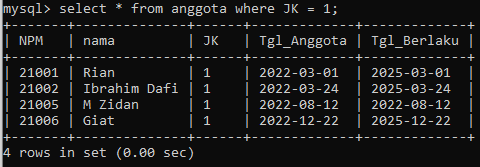 mysql> select * from anggota where JK = 1;
+-------+--------------+----+-------------+-------------+
| NPM | nama | JK | Tgl_Anggota | Tgl_Berlaku |
+-------+--------------+----+-------------+-------------+
| 21001 | Rian | 1 | 2022-03-01 | 2025-03-01 |
| 21002 | Ibrahim Dafi | 1 | 2022-03-24 | 2025-03-24 |
| 21005 | M Zidan | 1 | 2022-08-12 | 2022-08-12 |
| 21006 | Giat | 1 | 2022-12-22 | 2025-12-22 |
+-------+--------------+----+-------------+-------------+
4 rows in set (0.00 sec)